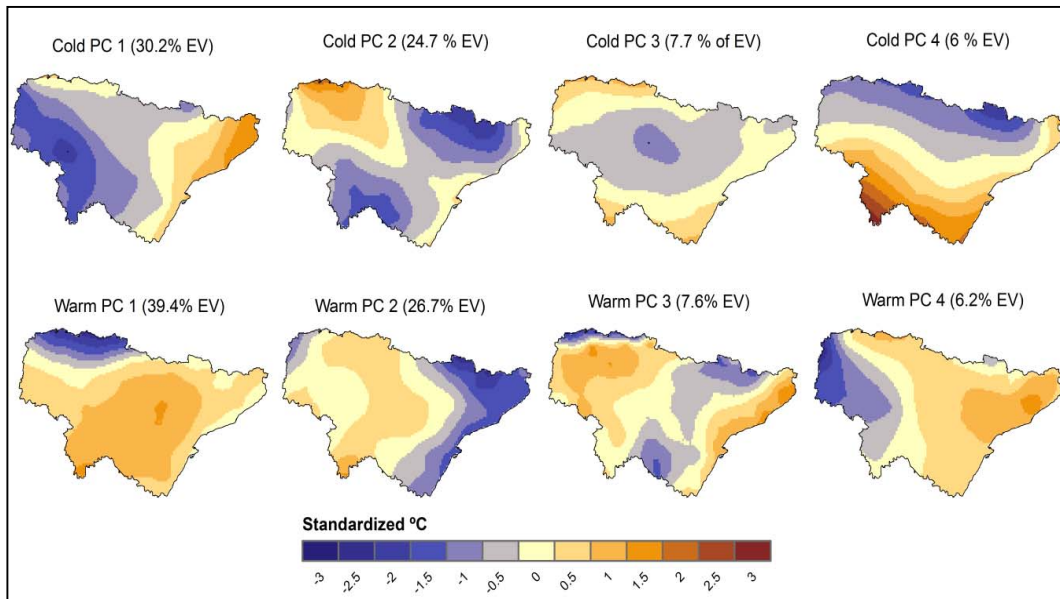 Cold PC 1 (30.2% EV)
Cold PC 2 (24.7 % EV)
Cold PC 3 (7.7 % of EV)
Cold PC 4 (6 % EV)
Warm PC 1 (39.4% EV)
Warm PC 2 (26.7% EV)
Warm PC 3 (7.6% EV)
Warm PC 4 (6.2% EV)
Standardized ºC
-3 -2.5 -2 -1.5 -1 -0.5 0 0.5 1 1.5 2 2.5 3